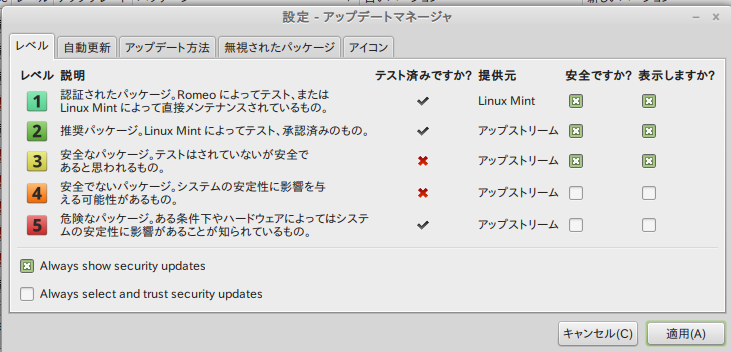 設定 - アップデートマネージャ
レベル 自動更新 アップデート方法 無視されたパッケージ アイコン
レベル 説明 テスト済みですか? 提供元 安全ですか? 表示しますか?
1 認証されたパッケージ。Romeo によってテスト、または
Linux Mint によって直接メンテナンスされているもの。 Linux Mint
2 推奨パッケージ。Linux Mint によってテスト、承認済みのもの。 アップストリーム
3 安全なパッケージ。テストはされていないが安全で
あると思われるもの。 アップストリーム
4 安全でないパッケージ。システムの安定性に影響を与
える可能性があるもの。 アップストリーム
5 危険なパッケージ。ある条件下やハードウェアによってはシステ
ムの安定性に影響があることが知られているもの。 アップストリーム
Always show security updates
Always select and trust security updates
キャンセル(C) 適用(A)